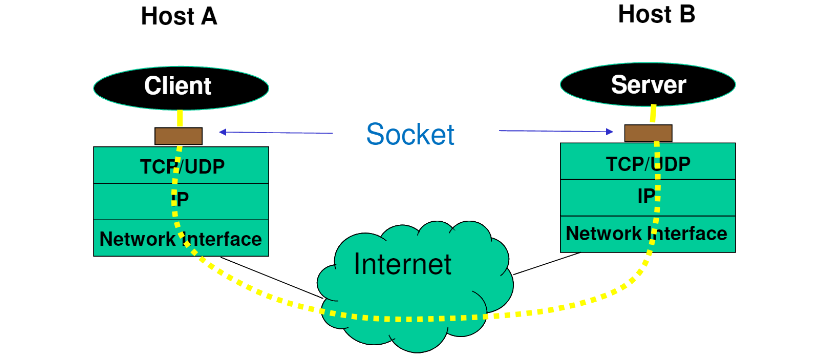 Host A
Host B
Client
Server
Socket
TCP/UDP
IP
Network Interface
TCP/UDP
IP
Network Interface
Internet